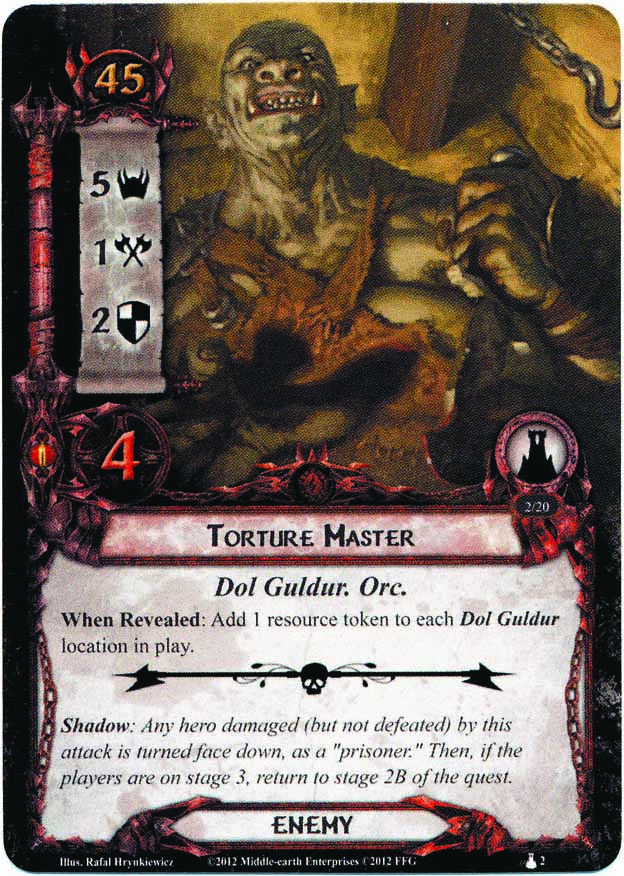 45
5
1
2
4
2/20
TORTURE MASTER
Dol Guldur. Orc.
When Revealed: Add 1 resource token to each Dol Guldur
location in play.
Shadow: Any hero damaged (but not defeated) by this
attack is turned face down, as a "prisoner." Then, if the
players are on stage 3, return to stage 2B of the quest.
ENEMY
Illus. Rafał Hrynkiewicz ©2012 Middle-earth Enterprises ©2012 FFG 2